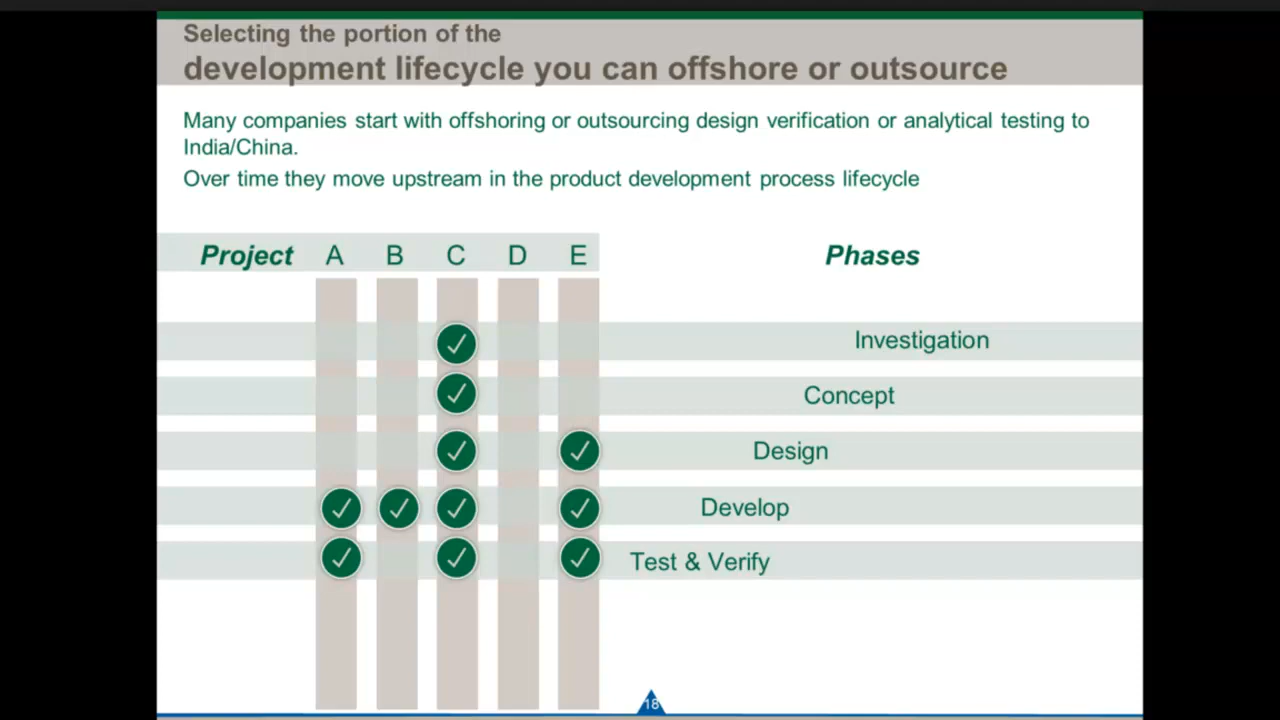 Selecting the portion of the
development lifecycle you can offshore or outsource
Many companies start with offshoring or outsourcing design verification or analytical testing to
India/China.
Over time they move upstream in the product development process lifecycle
Project A B C D E Phases
Investigation
Concept
Design
Develop
Test & Verify
18